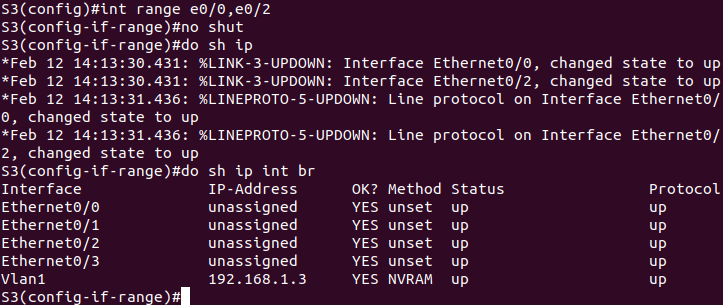 S3(config)#int range e0/0,e0/2
S3(config-if-range)#no shut
S3(config-if-range)#do sh ip
*Feb 12 14:13:30.431: %LINK-3-UPDOWN: Interface Ethernet0/0, changed state to up
*Feb 12 14:13:30.431: %LINK-3-UPDOWN: Interface Ethernet0/2, changed state to up
*Feb 12 14:13:31.436: %LINEPROTO-5-UPDOWN: Line protocol on Interface Ethernet0/
0, changed state to up
*Feb 12 14:13:31.436: %LINEPROTO-5-UPDOWN: Line protocol on Interface Ethernet0/
2, changed state to up
S3(config-if-range)#do sh ip int br
Interface IP-Address OK? Method Status Protocol
Ethernet0/0 unassigned YES unset up up
Ethernet0/1 unassigned YES unset up up
Ethernet0/2 unassigned YES unset up up
Ethernet0/3 unassigned YES unset up up
Vlan1 192.168.1.3 YES NVRAM up up
S3(config-if-range)#